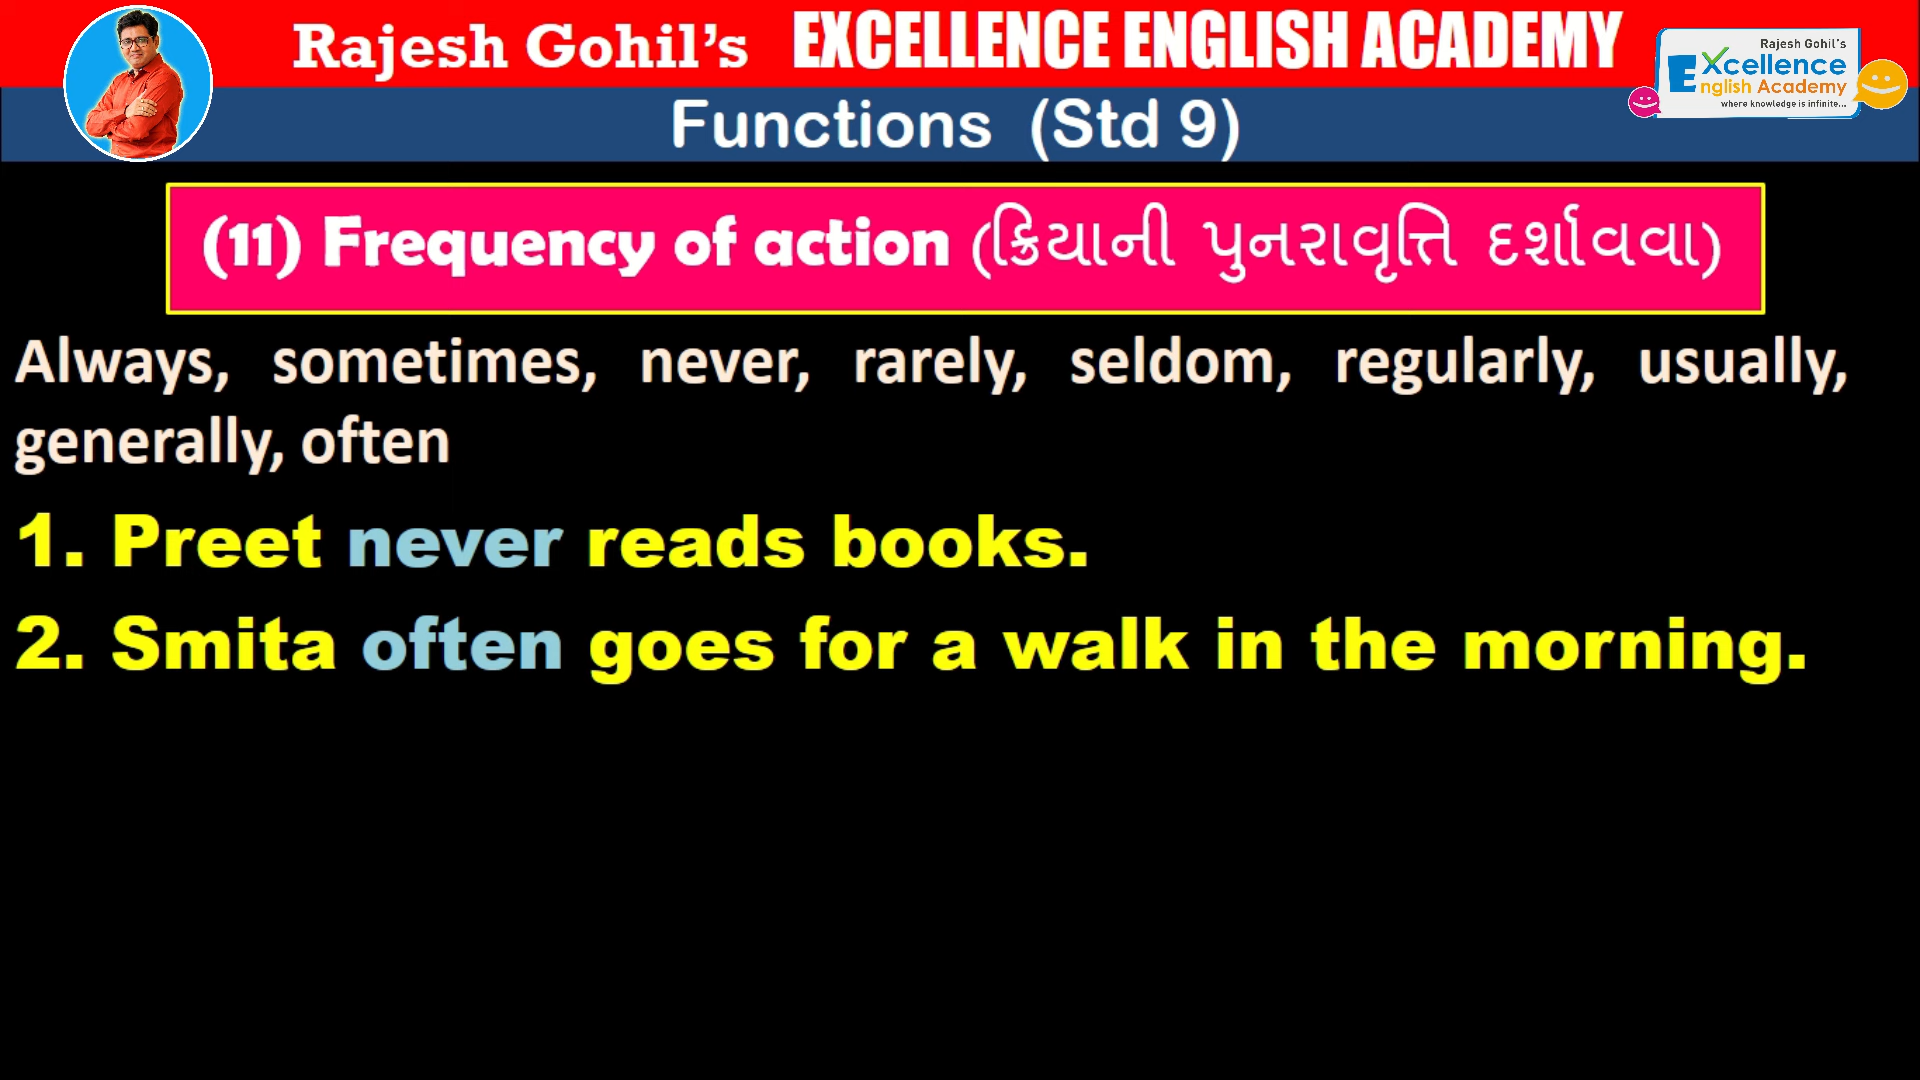 Rajesh Gohil’s EXCELLENCE ENGLISH ACADEMY
Rajesh Gohil's
Excellence
English Academy
where knowledge is infinite...
Functions (Std 9)
(11) Frequency of action (ક્રિયાની પુનરાવૃત્તિ દર્શાવવા)
Always, sometimes, never, rarely, seldom, regularly, usually,
generally, often
1. Preet never reads books.
2. Smita often goes for a walk in the morning.